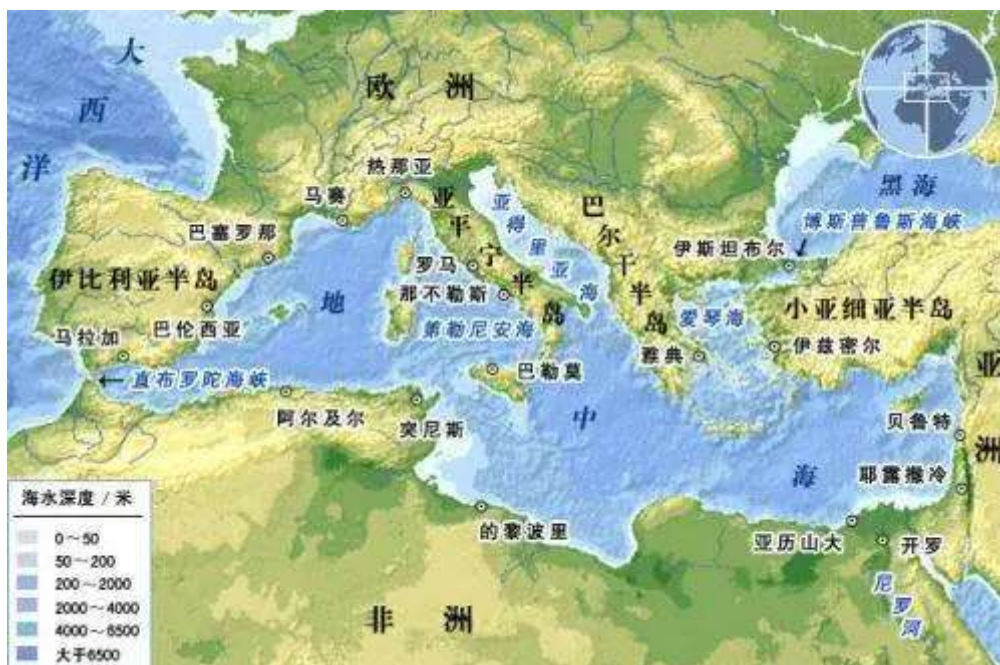 大西洋
欧洲
黑海
博斯普鲁斯海峡
热那亚
马赛
亚平宁半岛
亚得里亚海
巴尔干半岛
巴塞罗那
伊斯坦布尔
伊比利亚半岛
罗马
那不勒斯
第勒尼安海
爱琴海
小亚细亚半岛
巴伦西亚
马拉加
雅典
伊兹密尔
巴勒莫
直布罗陀海峡
阿尔及尔
突尼斯
地中海
亚洲
贝鲁特
耶路撒冷
的黎波里
亚历山大
开罗
尼罗河
非洲
海水深度 / 米
0～50
50～200
200～2000
2000～4000
4000～6500
大于6500